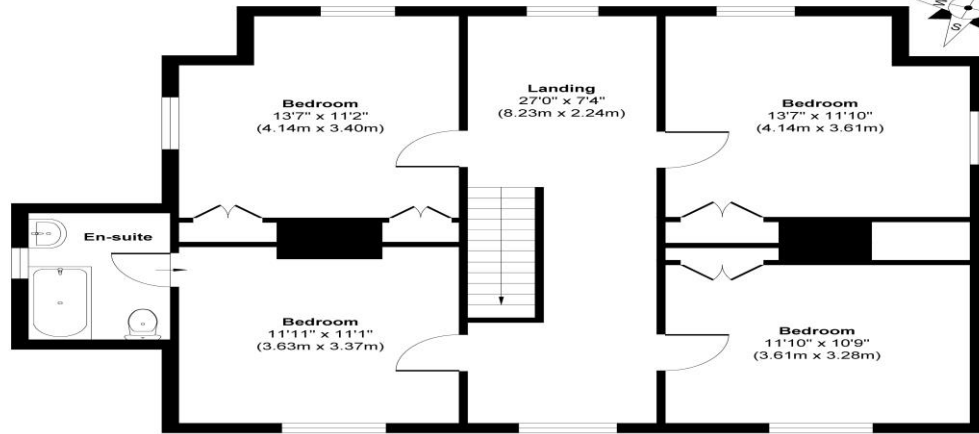 W
S
Bedroom
13'7" x 11'2"
(4.14m x 3.40m)
Landing
27'0" x 7'4"
(8.23m x 2.24m)
Bedroom
13'7" x 11'10"
(4.14m x 3.61m)
En-suite
Bedroom
11'11" x 11'1"
(3.63m x 3.37m)
Bedroom
11'10" x 10'9"
(3.61m x 3.28m)